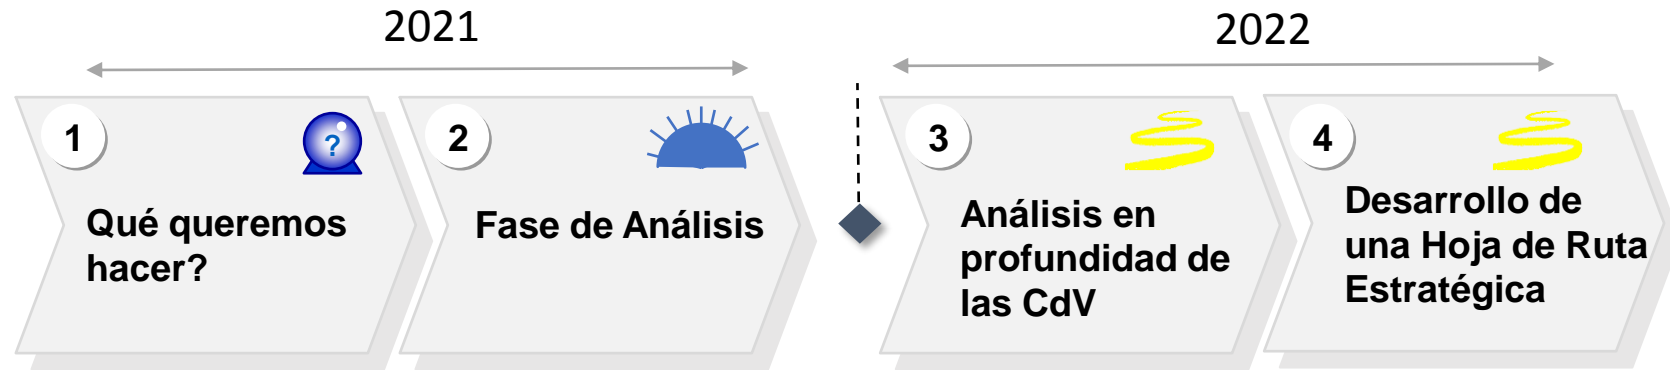 2021
2022
1
?
Qué queremos
hacer?
2
Fase de Análisis
3
Análisis en
profundidad de
las CdV
4
Desarrollo de
una Hoja de Ruta
Estratégica